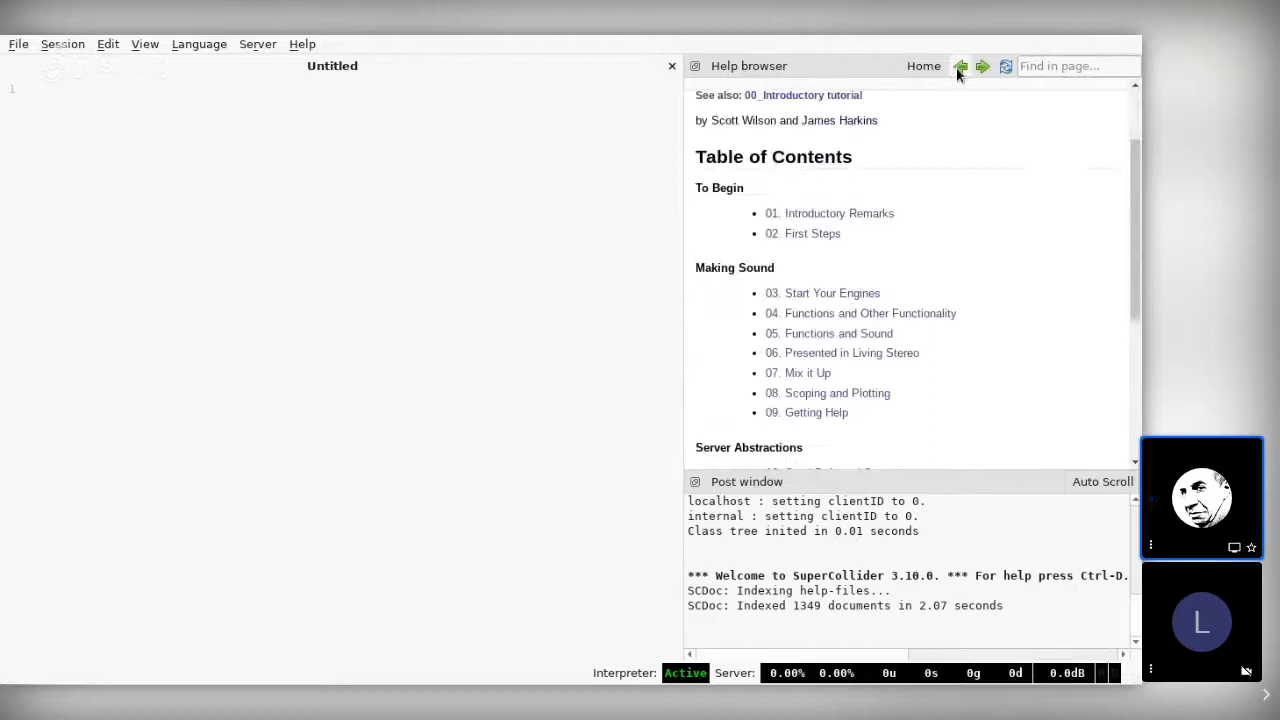 File Session Edit View Language Server Help
Untitled
1
Help browser Home Find in page...
See also: 00_Introductory tutorial
by Scott Wilson and James Harkins
Table of Contents
To Begin
• 01. Introductory Remarks
• 02. First Steps
Making Sound
• 03. Start Your Engines
• 04. Functions and Other Functionality
• 05. Functions and Sound
• 06. Presented in Living Stereo
• 07. Mix it Up
• 08. Scoping and Plotting
• 09. Getting Help
Server Abstractions
Post window Auto Scroll
localhost : setting clientID to 0.
internal : setting clientID to 0.
Class tree inited in 0.01 seconds
*** Welcome to SuperCollider 3.10.0. *** For help press Ctrl-D.
SCDoc: Indexing help-files...
SCDoc: Indexed 1349 documents in 2.07 seconds
Interpreter: Active Server: 0.00% 0.00% 0u 0s 0g 0d 0.0dB
L